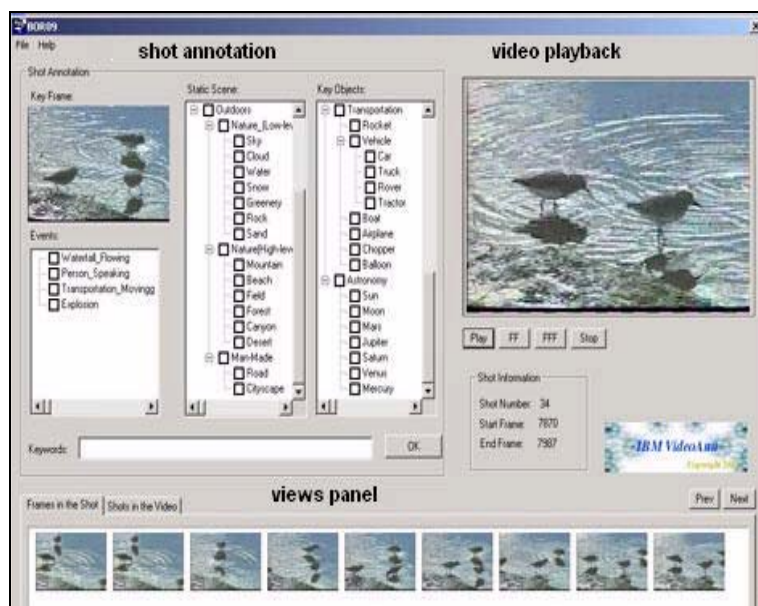 BOR09
File Help
shot annotation
video playback
Shot Annotation
Key Frame:
Static Scene:
Key Objects:
Outdoors
Nature_(Low-lev
Sky
Cloud
Water
Snow
Greenery
Rock
Sand
Nature(High-lev
Mountain
Beach
Field
Forest
Canyon
Desert
Man-Made
Road
Cityscape
Transportation
Rocket
Vehicle
Car
Truck
Rover
Tractor
Boat
Airplane
Chopper
Balloon
Astronomy
Sun
Moon
Mars
Jupiter
Saturn
Venus
Mercury
Events:
Waterfall_Flowing
Person_Speaking
Transportation_Movingg
Explosion
Play FF FFF Stop
Shot Information
Shot Number: 34
Start Frame: 7870
End Frame: 7987
Keywords:
OK
-IBM VideoAnn-
Copyright
views panel
Frames in the Shot
Shots in the Video
Prev Next